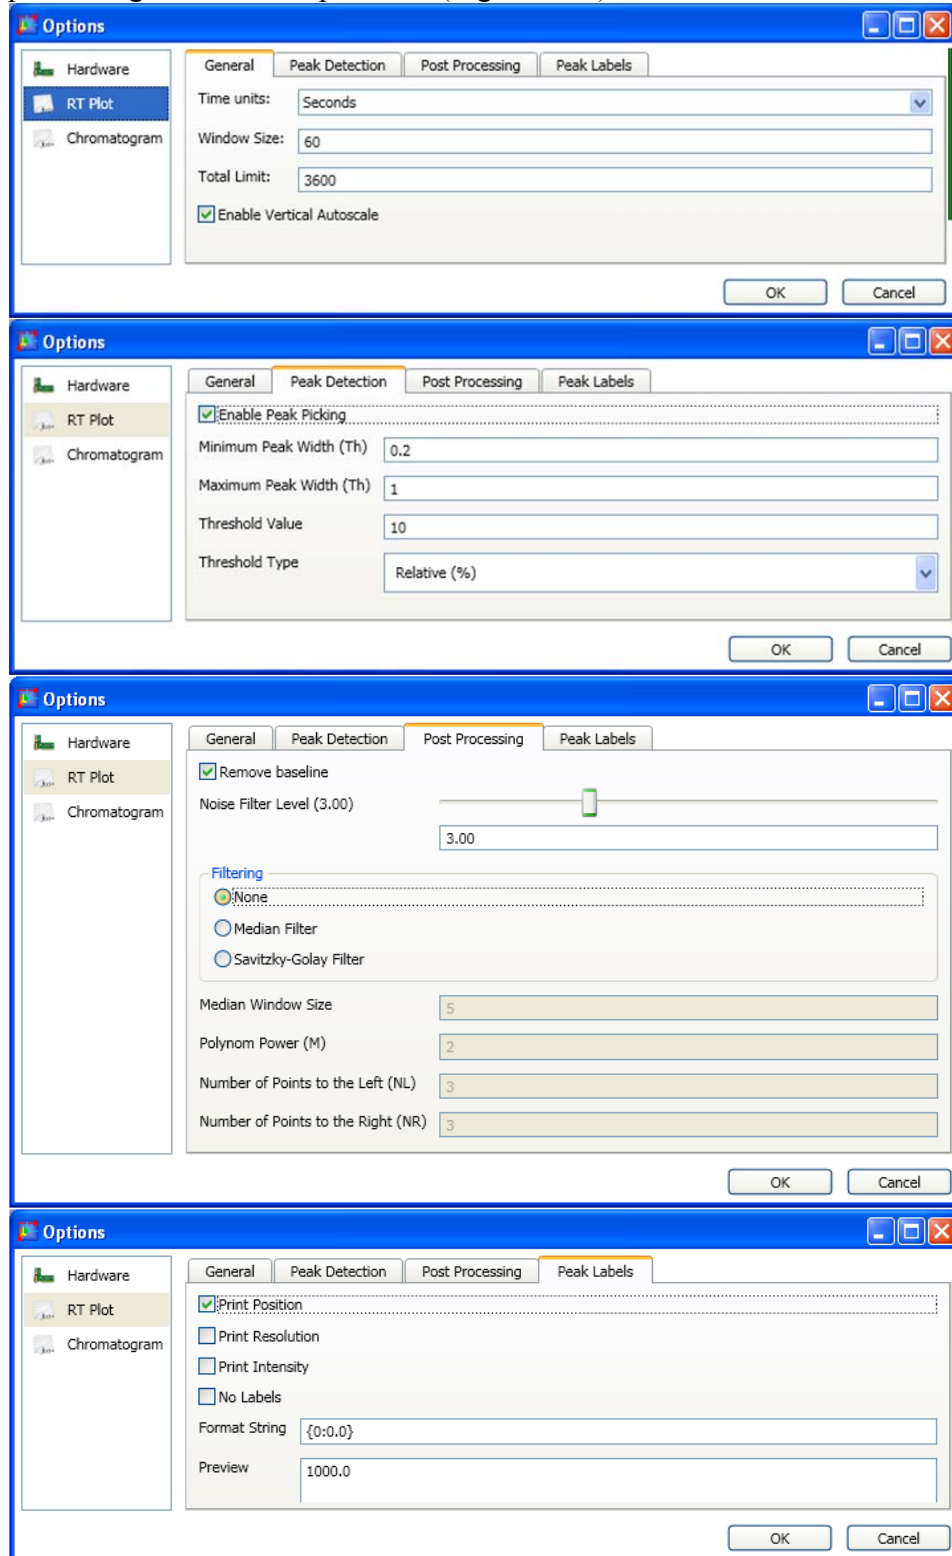 Options
Hardware
RT Plot
Chromatogram
General Peak Detection Post Processing Peak Labels
Time units: Seconds
Window Size: 60
Total Limit: 3600
Enable Vertical Autoscale
OK Cancel
Options
Hardware
RT Plot
Chromatogram
General Peak Detection Post Processing Peak Labels
Enable Peak Picking
Minimum Peak Width (Th) 0.2
Maximum Peak Width (Th) 1
Threshold Value 10
Threshold Type Relative (%)
OK Cancel
Options
Hardware
RT Plot
Chromatogram
General Peak Detection Post Processing Peak Labels
Remove baseline
Noise Filter Level (3.00)
3.00
Filtering
None
Median Filter
Savitzky-Golay Filter
Median Window Size 5
Polynom Power (M) 2
Number of Points to the Left (NL) 3
Number of Points to the Right (NR) 3
OK Cancel
Options
Hardware
RT Plot
Chromatogram
General Peak Detection Post Processing Peak Labels
Print Position
Print Resolution
Print Intensity
No Labels
Format String {0:0.0}
Preview 1000.0
OK Cancel